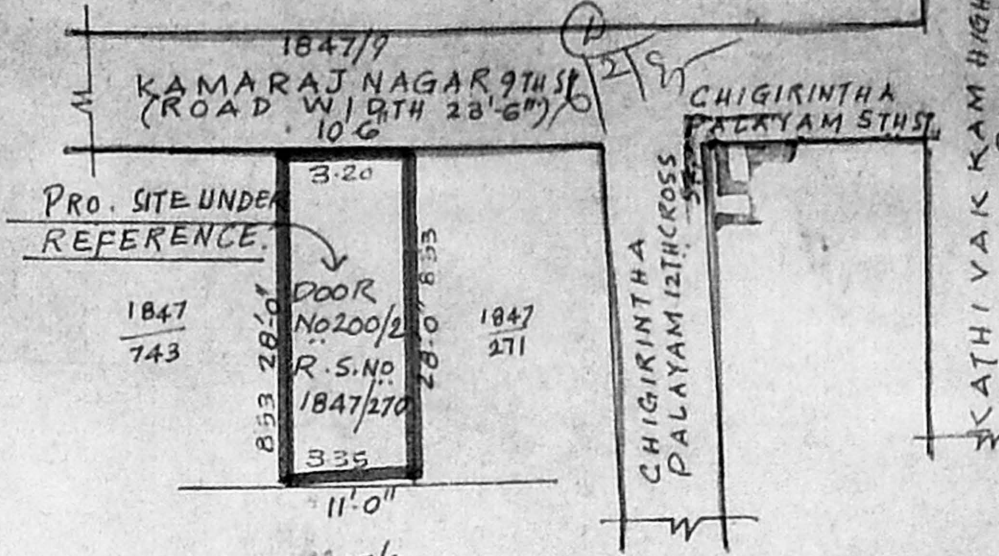 1847/9
KAMARAJ NAGAR 9TH ST
(ROAD WIDTH 23'-6")
10'6"
CHIGIRINTHA
PALAYAM 5TH ST
3.20
PRO. SITE UNDER
REFERENCE.
DOOR
NO 200/2
R.S.NO
1847/270
1847
743
8.53 28'-0"
28'-0" 8.53
1847
271
3.35
11'-0"
CHIGIRINTHA
PALAYAM 12TH CROSS
KATHIVAKKAM HIGH